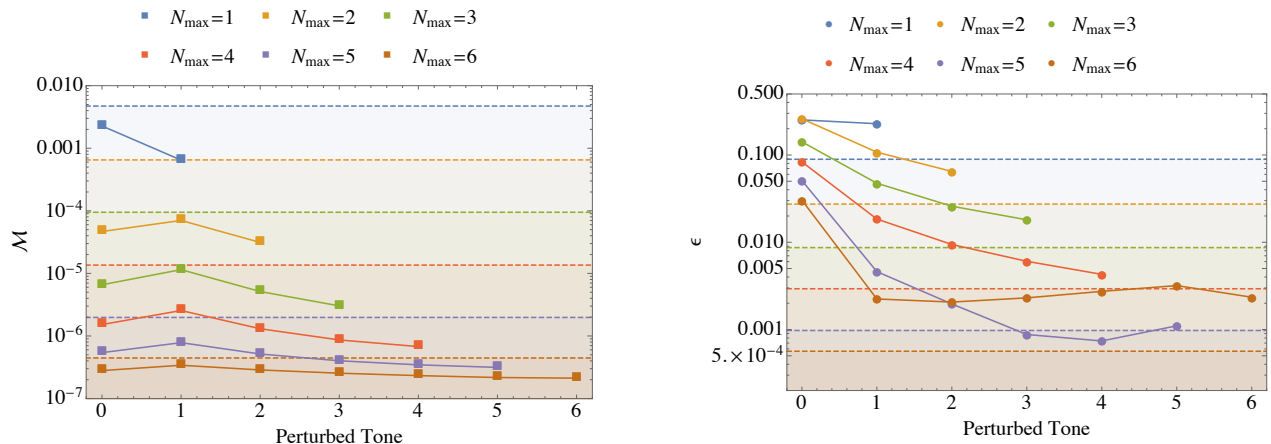 N_max=1 N_max=2 N_max=3
N_max=4 N_max=5 N_max=6
0.010
0.001
10^-4
10^-5
10^-6
10^-7
ℳ
0 1 2 3 4 5 6
Perturbed Tone
N_max=1 N_max=2 N_max=3
N_max=4 N_max=5 N_max=6
0.500
0.100
0.050
0.010
0.005
0.001
5.×10^-4
ϵ
0 1 2 3 4 5 6
Perturbed Tone